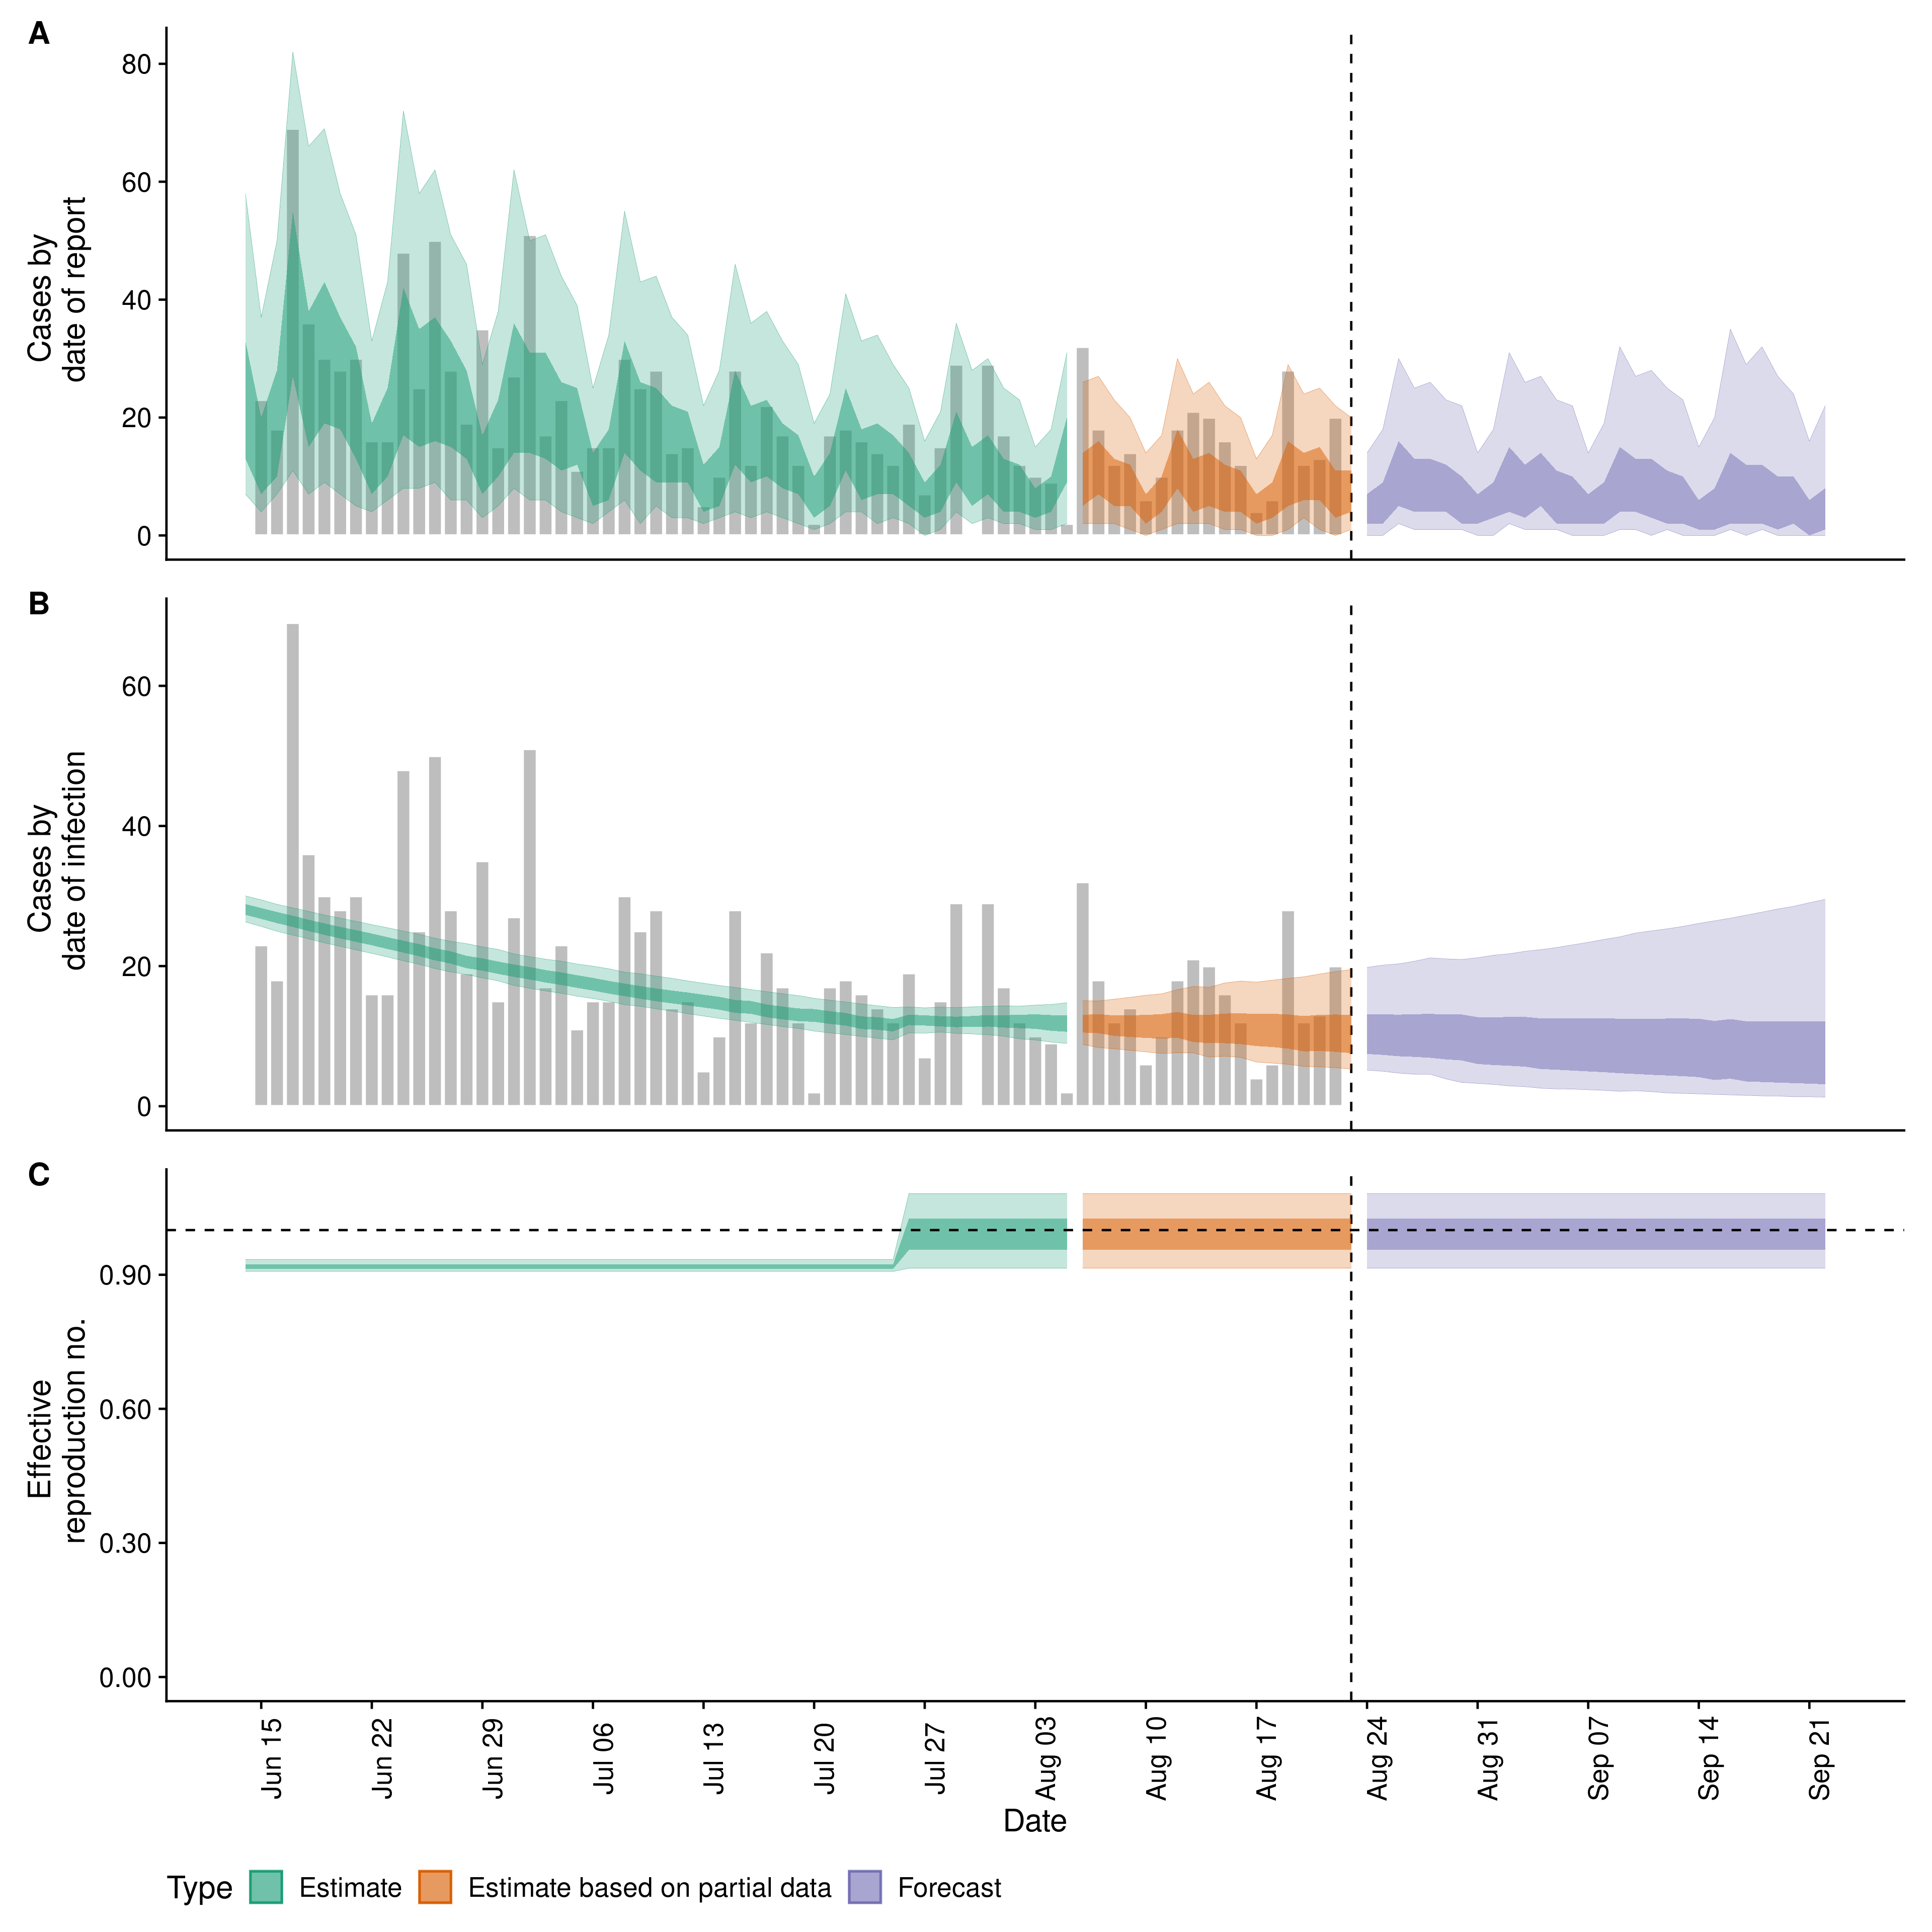 A
80
60
40
20
0
Cases by
date of report
B
60
40
20
0
Cases by
date of infection
C
0.90
0.60
0.30
0.00
Effective
reproduction no.
Jun 15
Jun 22
Jun 29
Jul 06
Jul 13
Jul 20
Jul 27
Aug 03
Aug 10
Aug 17
Aug 24
Aug 31
Sep 07
Sep 14
Sep 21
Date
Type Estimate Estimate based on partial data Forecast